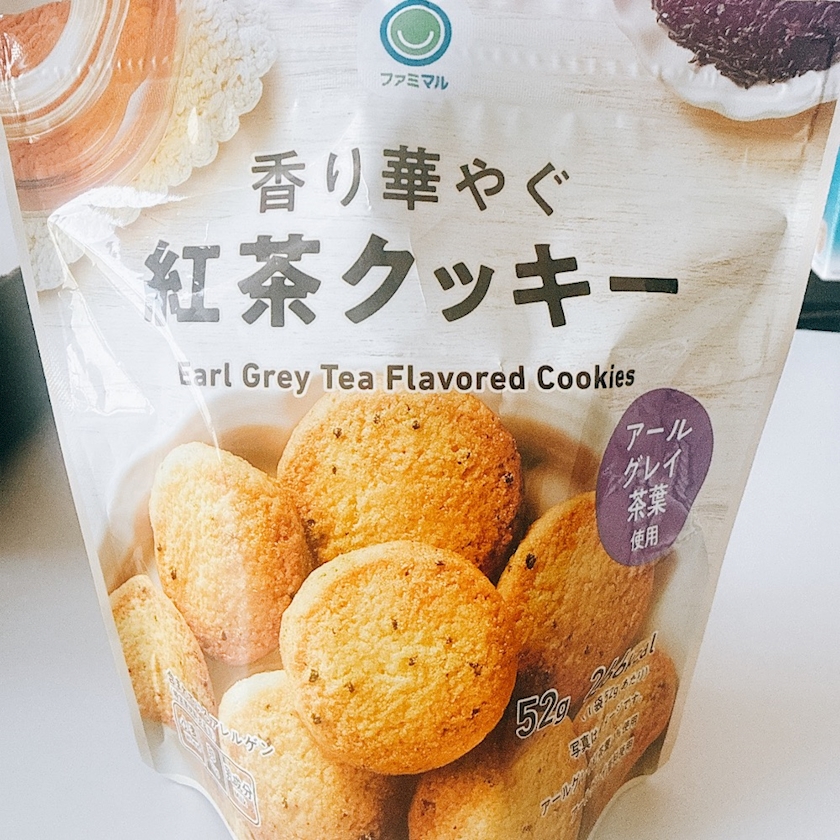 ファミマル
香り華やぐ
紅茶クッキー
Earl Grey Tea Flavored Cookies
アール
グレイ
茶葉
使用
52g